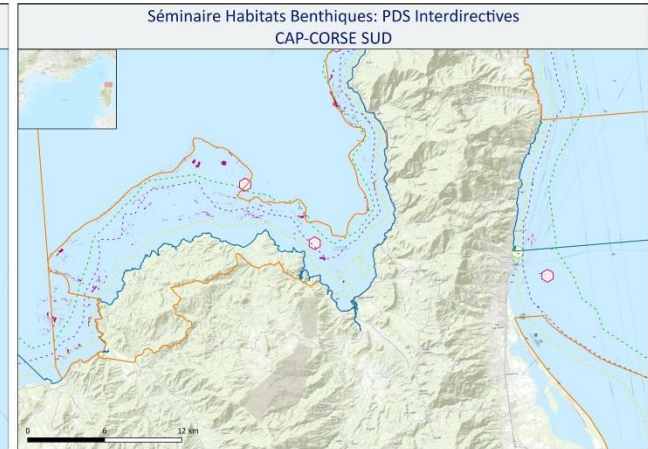 Séminaire Habitats Benthiques: PDS Interdirectives
CAP-CORSE SUD
0 6 12 km